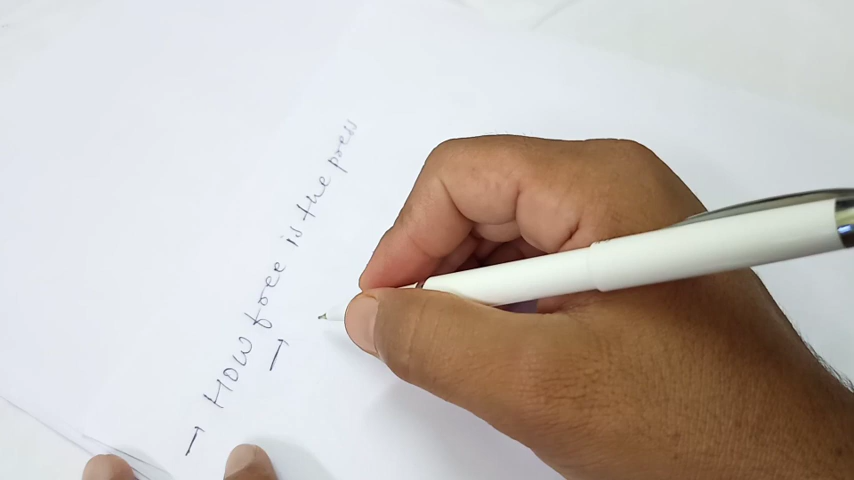 → How free is the press
→